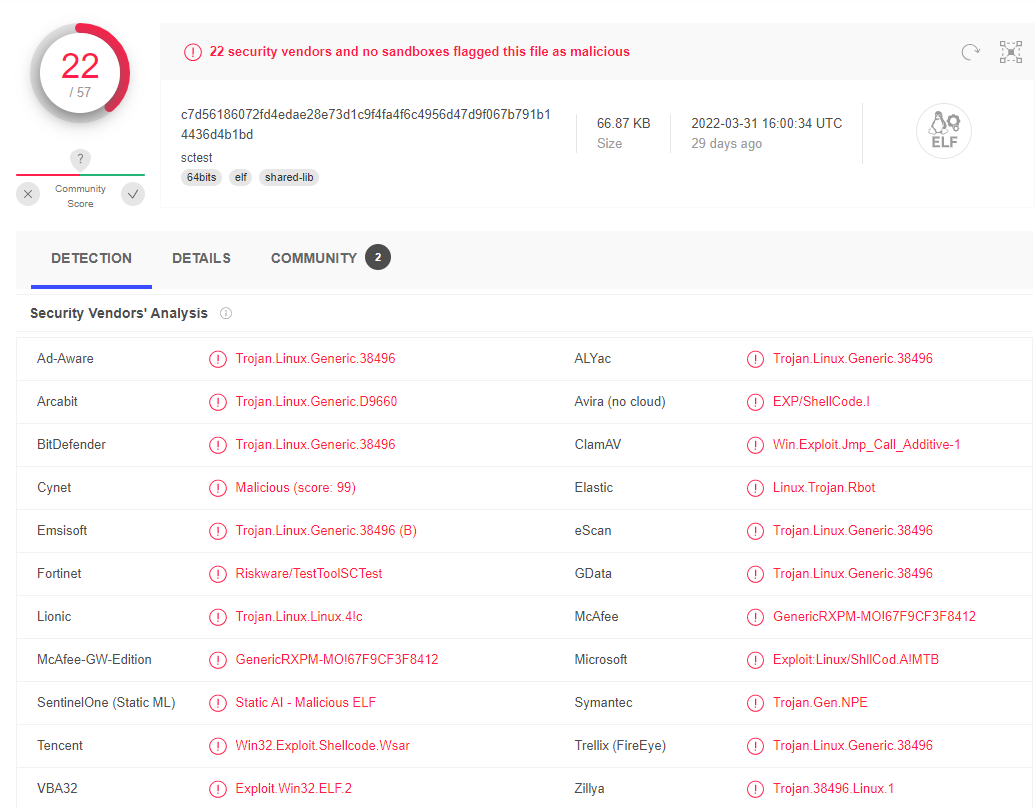 22
/ 57
?
Community
Score
22 security vendors and no sandboxes flagged this file as malicious
c7d56186072fd4edae28e73d1c9f4fa4f6c4956d47d9f067b791b1
4436d4b1bd
sctest
64bits elf shared-lib
66.87 KB
Size
2022-03-31 16:00:34 UTC
29 days ago
ELF
DETECTION DETAILS COMMUNITY 2
Security Vendors' Analysis
Ad-Aware Trojan.Linux.Generic.38496 ALYac Trojan.Linux.Generic.38496
Arcabit Trojan.Linux.Generic.D9660 Avira (no cloud) EXP/ShellCode.I
BitDefender Trojan.Linux.Generic.38496 ClamAV Win.Exploit.Jmp_Call_Additive-1
Cynet Malicious (score: 99) Elastic Linux.Trojan.Rbot
Emsisoft Trojan.Linux.Generic.38496 (B) eScan Trojan.Linux.Generic.38496
Fortinet Riskware/TestToolSCTest GData Trojan.Linux.Generic.38496
Lionic Trojan.Linux.Linux.4!c McAfee GenericRXPM-MO!67F9CF3F8412
McAfee-GW-Edition GenericRXPM-MO!67F9CF3F8412 Microsoft Exploit:Linux/ShllCod.A!MTB
SentinelOne (Static ML) Static AI - Malicious ELF Symantec Trojan.Gen.NPE
Tencent Win32.Exploit.Shellcode.Wsar Trellix (FireEye) Trojan.Linux.Generic.38496
VBA32 Exploit.Win32.ELF.2 Zillya Trojan.38496.Linux.1